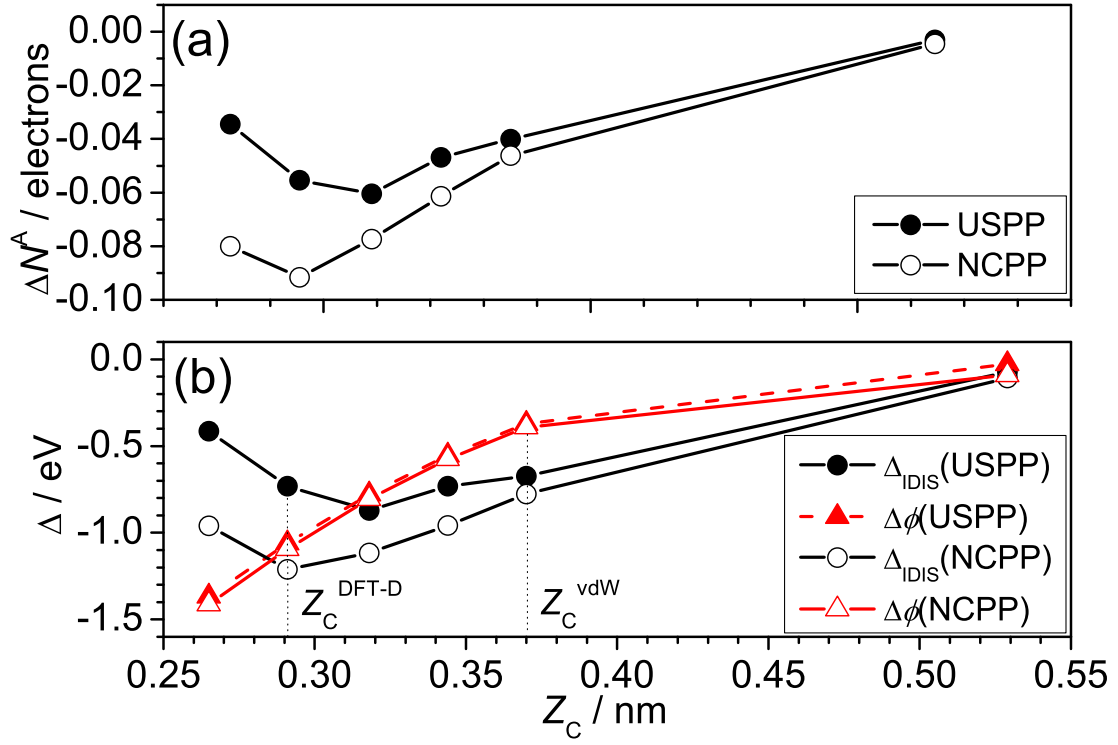 (a)
0.00
-0.02
-0.04
-0.06
-0.08
-0.10
ΔN^A / electrons
USPP
NCPP
(b)
0.0
-0.5
-1.0
-1.5
Δ / eV
Δ_IDIS(USPP)
Δϕ(USPP)
Δ_IDIS(NCPP)
Δϕ(NCPP)
Z_C^DFT-D
Z_C^vdW
0.25 0.30 0.35 0.40 0.45 0.50 0.55
Z_C / nm